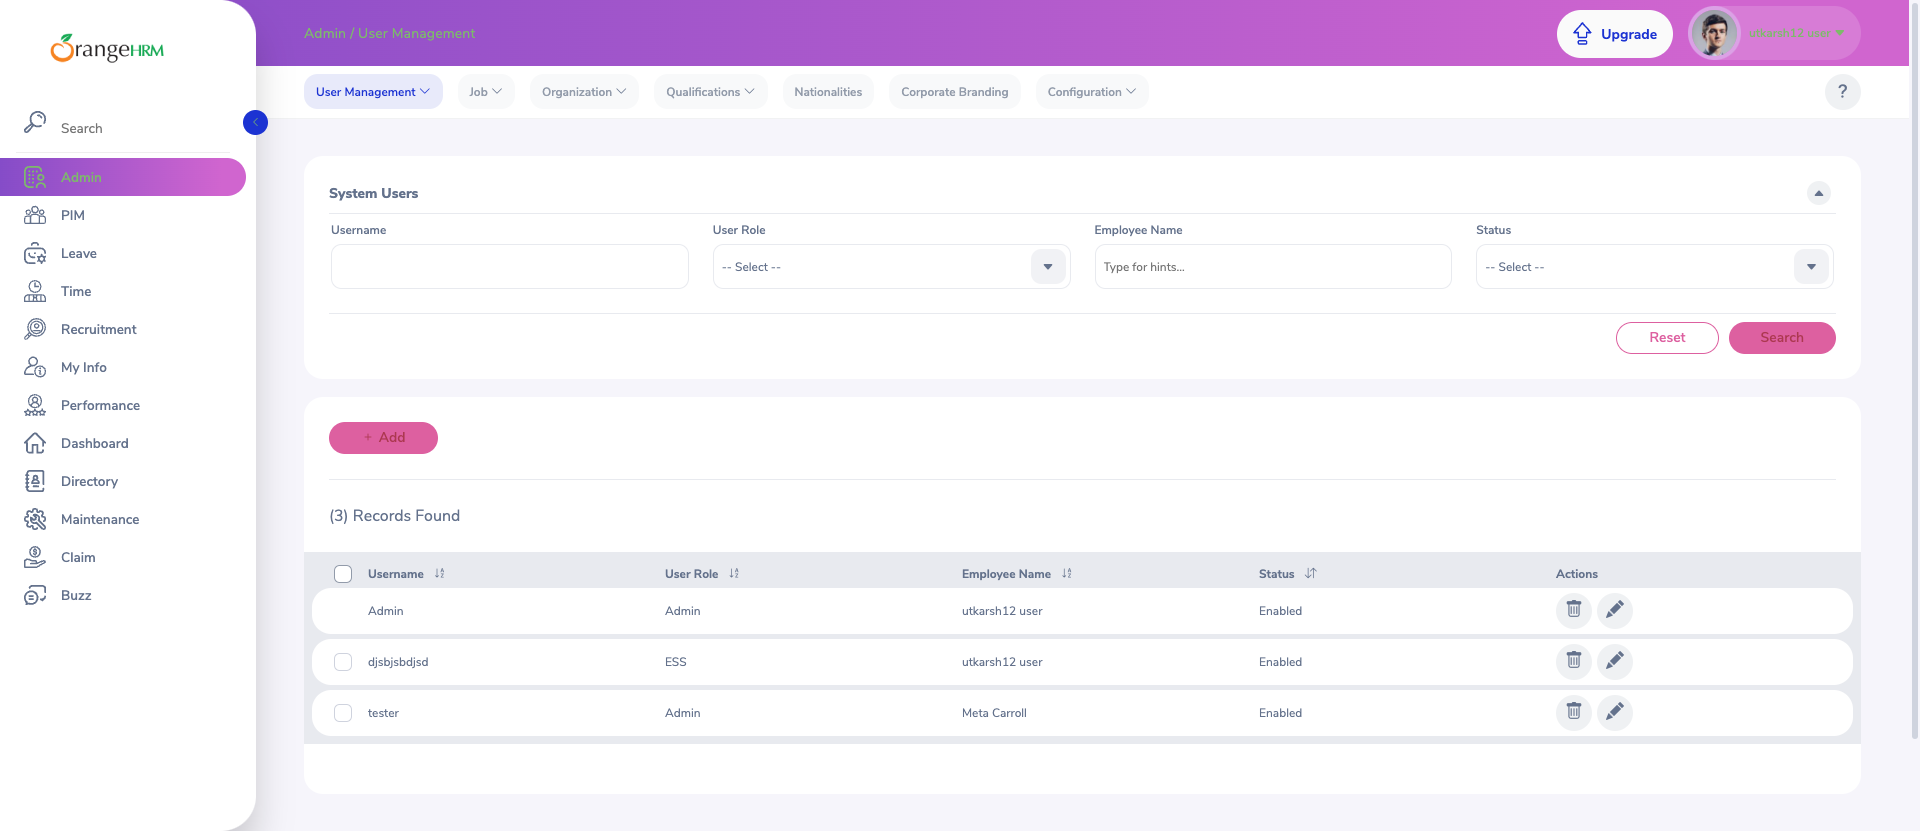 OrangeHRM
Admin / User Management
Upgrade
utkarsh12 user
User Management
Job
Organization
Qualifications
Nationalities
Corporate Branding
Configuration
?
Search
Admin
PIM
Leave
Time
Recruitment
My Info
Performance
Dashboard
Directory
Maintenance
Claim
Buzz
System Users
Username
User Role
Employee Name
Status
-- Select --
Type for hints...
-- Select --
Reset
Search
+ Add
(3) Records Found
Username User Role Employee Name Status Actions
Admin Admin utkarsh12 user Enabled
djsbjsbdjsd ESS utkarsh12 user Enabled
tester Admin Meta Carroll Enabled